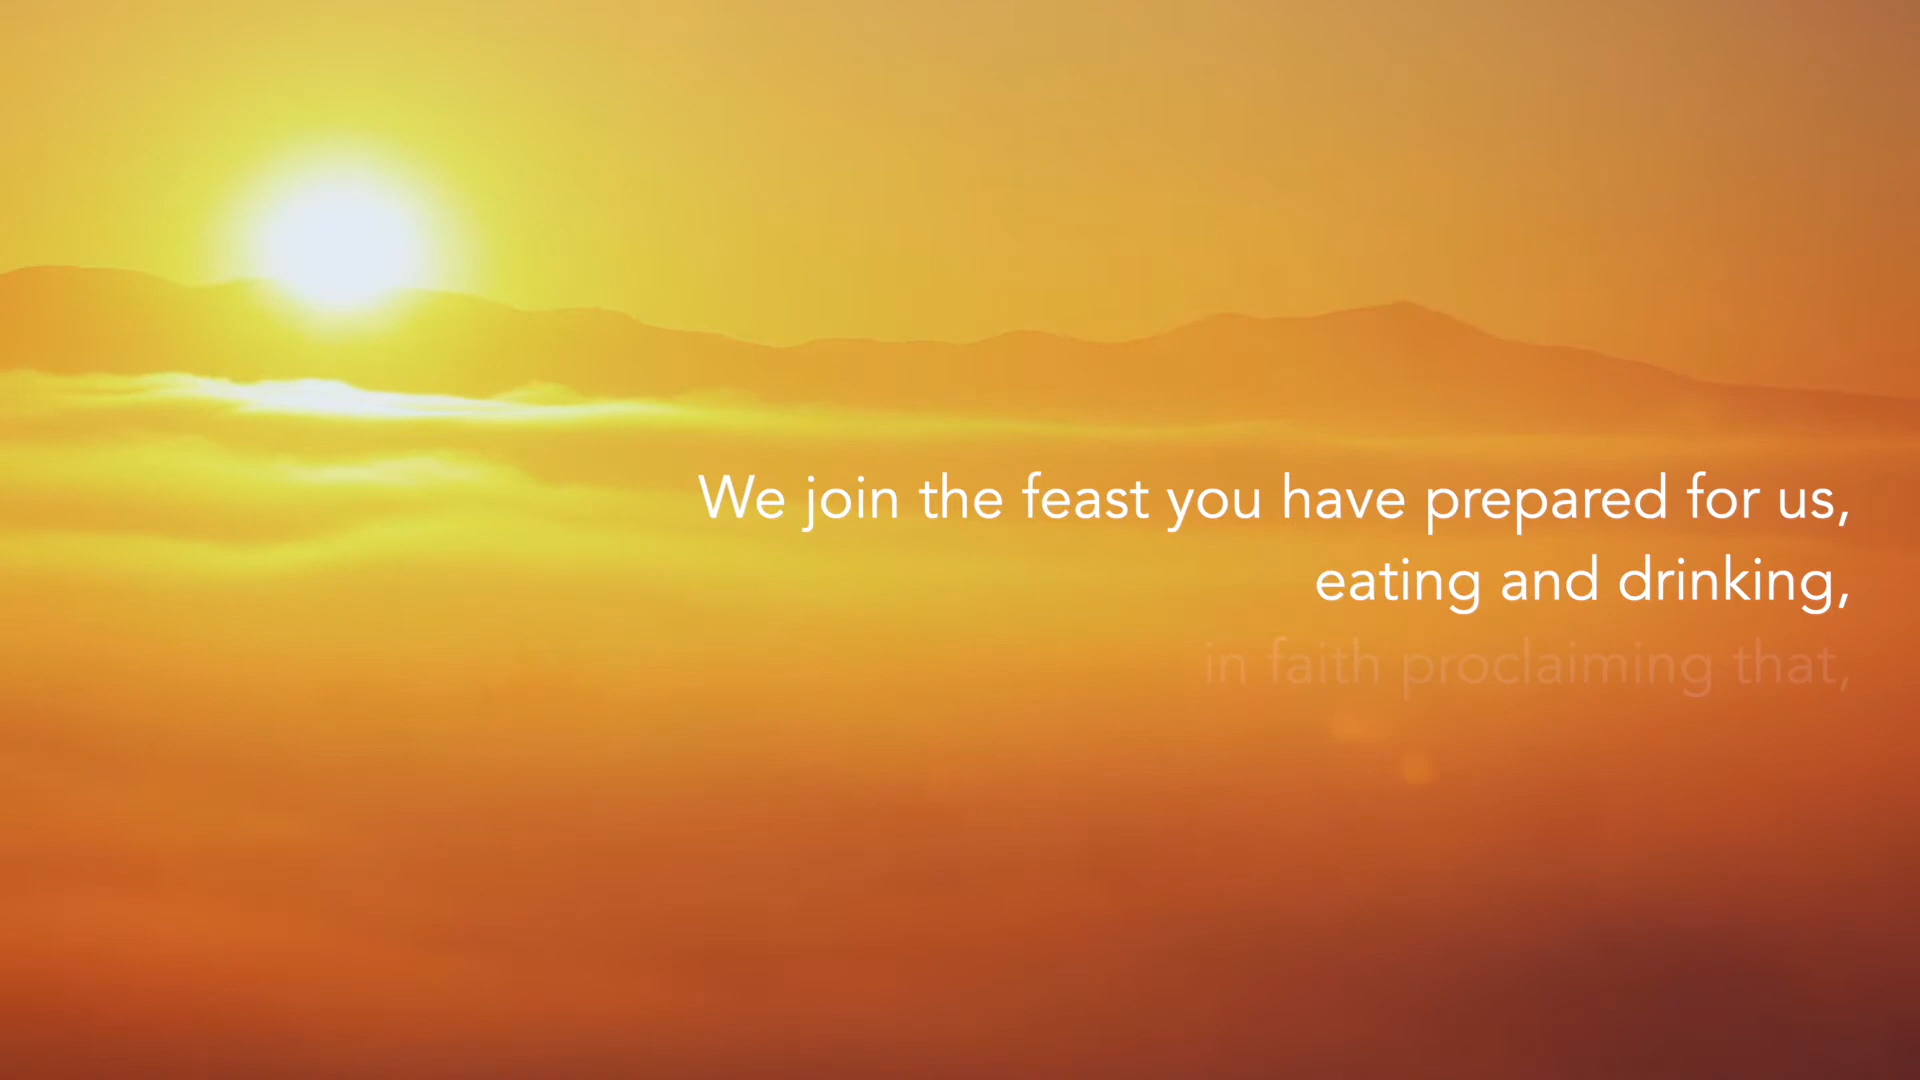 We join the feast you have prepared for us,
eating and drinking,
in faith proclaiming that,